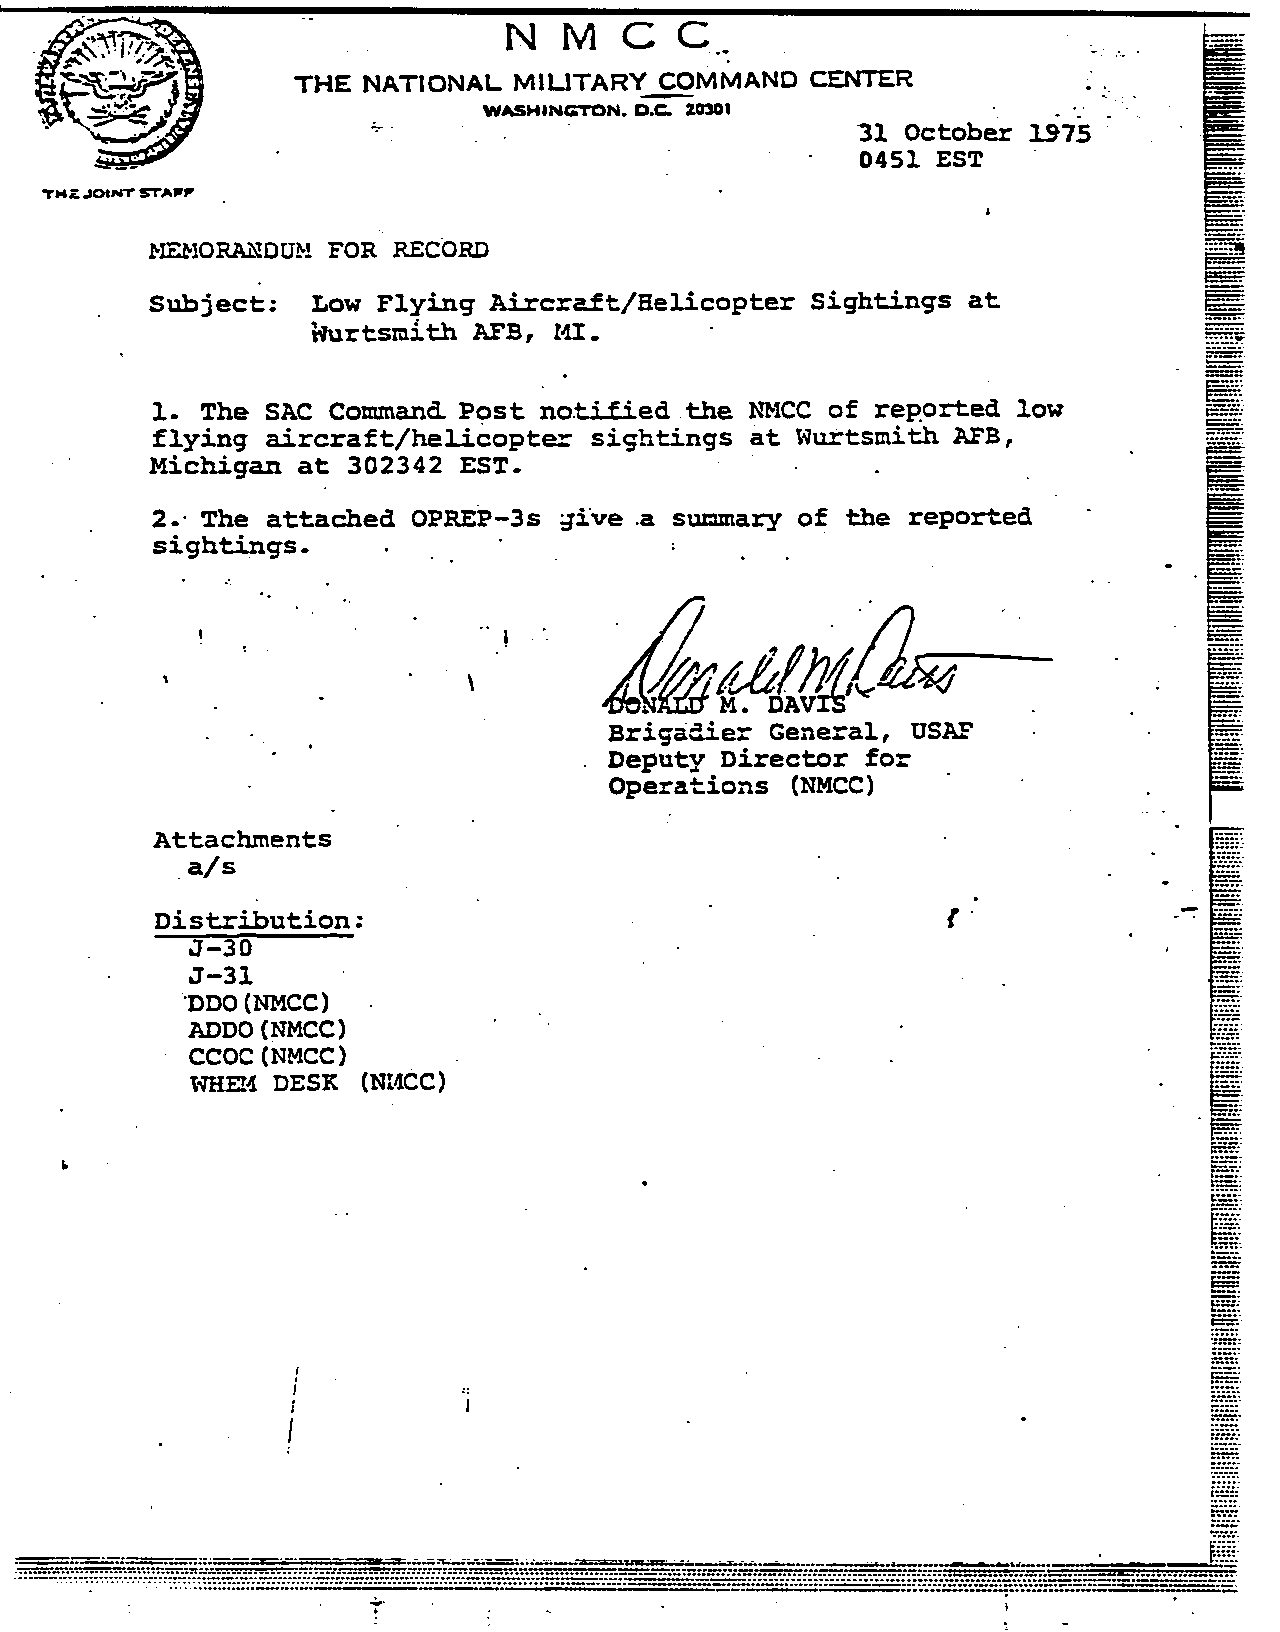 N M C C
THE NATIONAL MILITARY COMMAND CENTER
WASHINGTON, D.C. 20301
31 October 1975
0451 EST
THE JOINT STAFF
MEMORANDUM FOR RECORD
Subject: Low Flying Aircraft/Helicopter Sightings at
Wurtsmith AFB, MI.
1. The SAC Command Post notified the NMCC of reported low
flying aircraft/helicopter sightings at Wurtsmith AFB,
Michigan at 302342 EST.
2. The attached OPREP-3s give a summary of the reported
sightings.
Donald M Davis
DONALD M. DAVIS
Brigadier General, USAF
Deputy Director for
Operations (NMCC)
Attachments
a/s
Distribution:
J-30
J-31
DDO (NMCC)
ADDO (NMCC)
CCOC (NMCC)
WHEM DESK (NMCC)